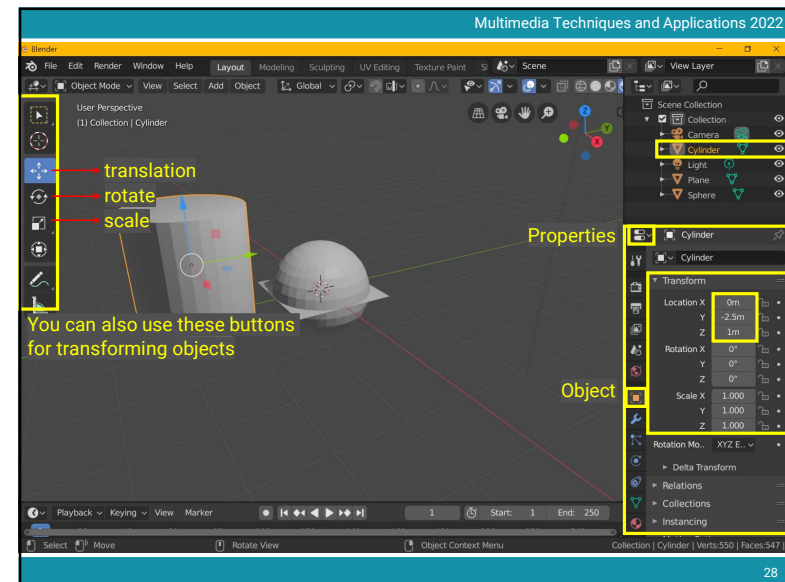 Multimedia Techniques and Applications 2022
Blender
File Edit Render Window Help Layout Modeling Sculpting UV Editing Texture Paint S Scene View Layer
Object Mode View Select Add Object Global
User Perspective
(1) Collection | Cylinder
Scene Collection
Collection
Camera
Cylinder
Light
Plane
Sphere
Z
Y
X
translation
rotate
scale
You can also use these buttons
for transforming objects
Properties
Object
Cylinder
Cylinder
Transform
Location X 0m
Y -2.5m
Z 1m
Rotation X 0°
Y 0°
Z 0°
Scale X 1.000
Y 1.000
Z 1.000
Rotation Mo.. XYZ E..
Delta Transform
Relations
Collections
Instancing
Playback Keying View Marker 1 Start: 1 End: 250
Select Move Rotate View Object Context Menu Collection | Cylinder | Verts:550 | Faces:547 |
28